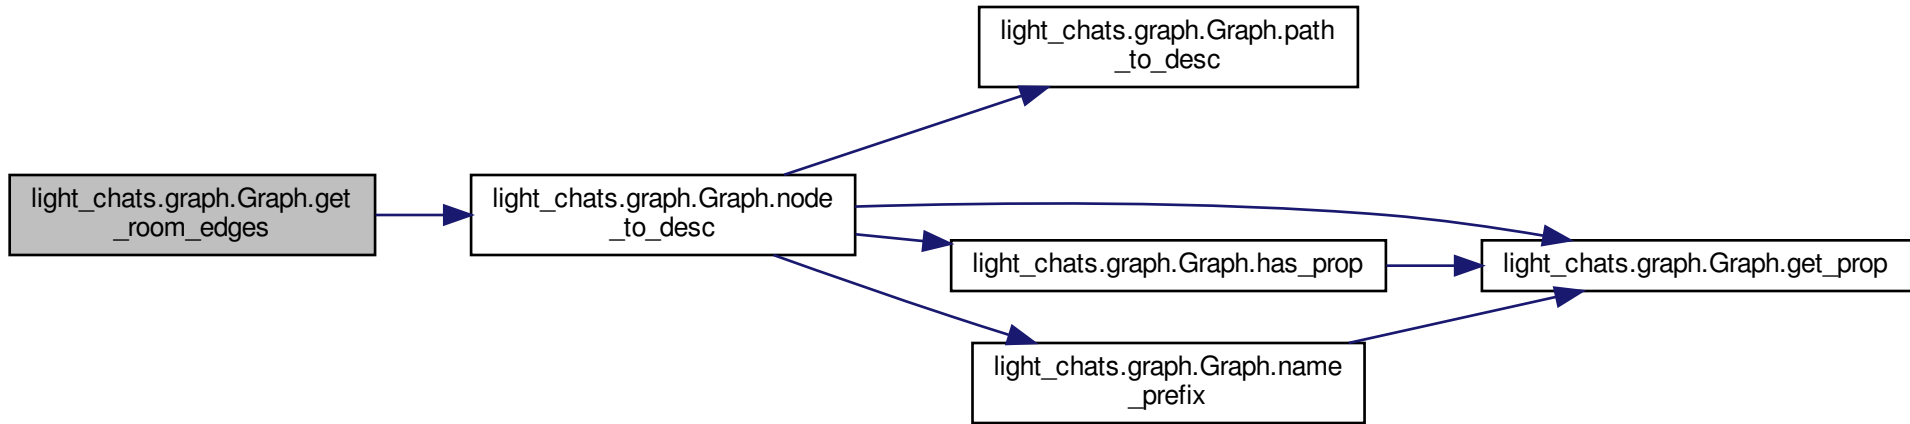 light_chats.graph.Graph.get
_room_edges
light_chats.graph.Graph.node
_to_desc
light_chats.graph.Graph.path
_to_desc
light_chats.graph.Graph.has_prop
light_chats.graph.Graph.name
_prefix
light_chats.graph.Graph.get_prop